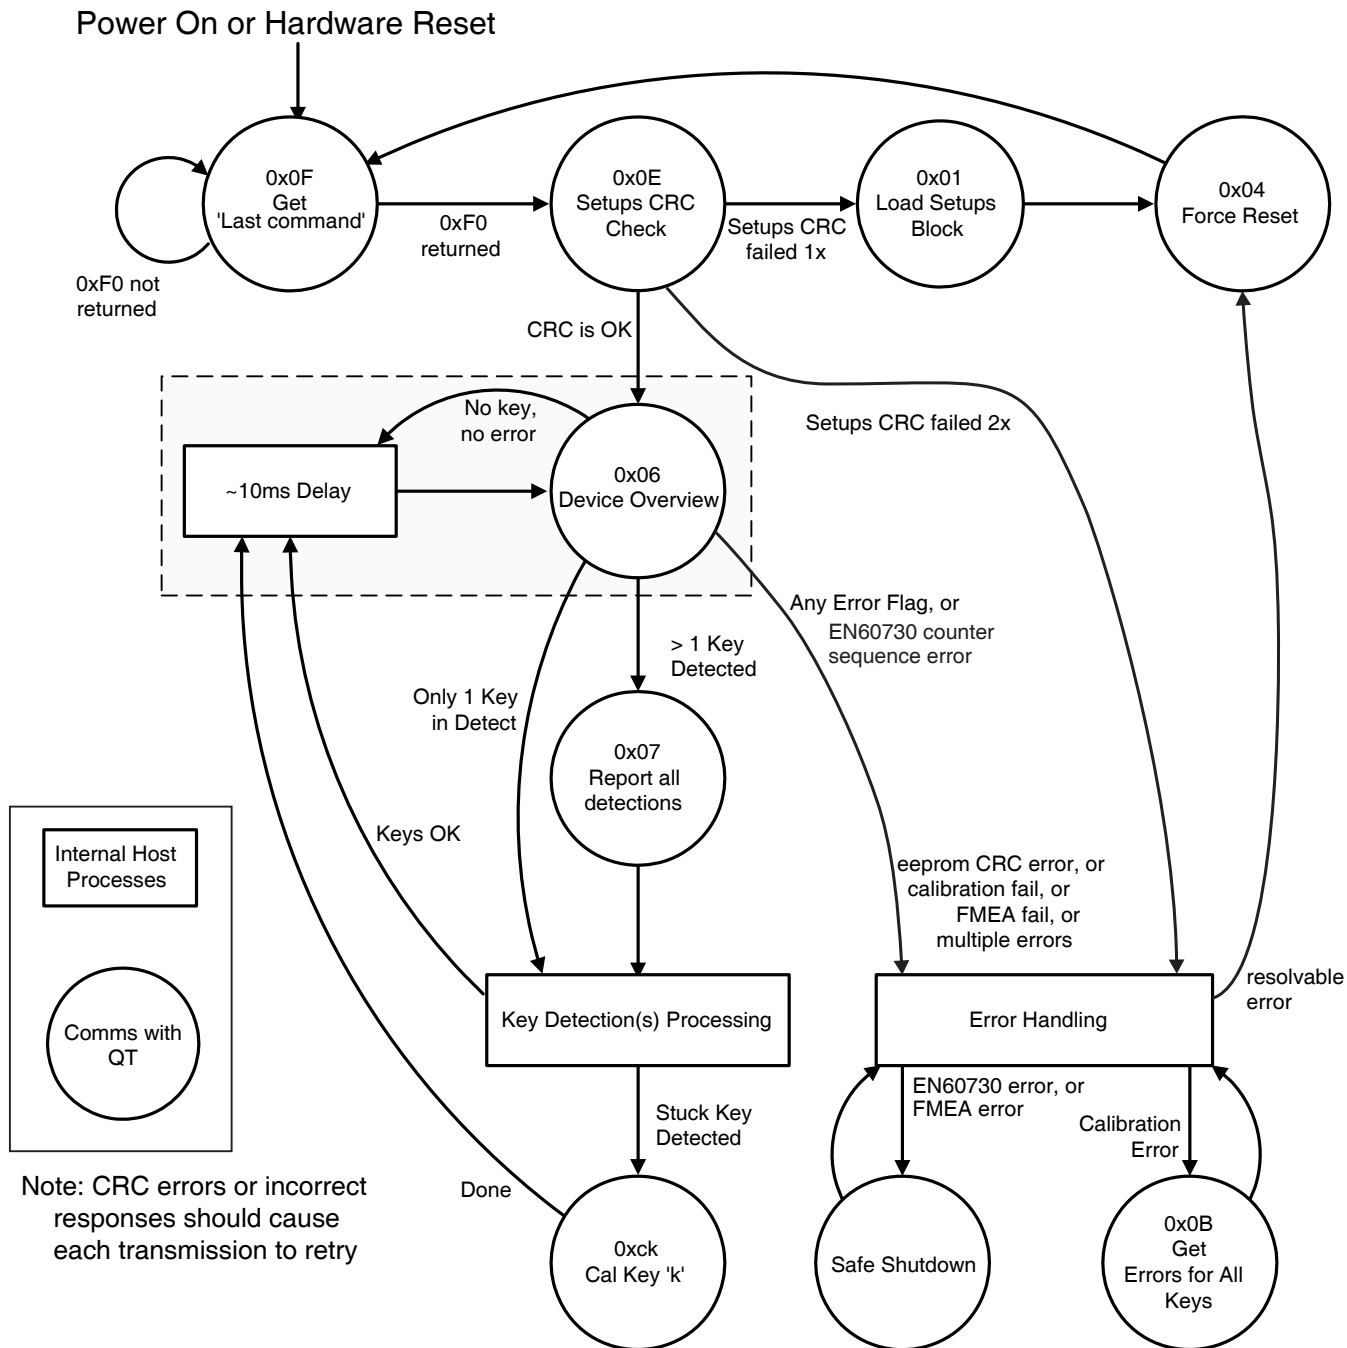 Power On or Hardware Reset
0x0F
Get
'Last command'
0xF0 not
returned
0xF0
returned
0x0E
Setups CRC
Check
Setups CRC
failed 1x
0x01
Load Setups
Block
0x04
Force Reset
CRC is OK
No key,
no error
~10ms Delay
0x06
Device Overview
Setups CRC failed 2x
Any Error Flag, or
EN60730 counter
sequence error
> 1 Key
Detected
Only 1 Key
in Detect
0x07
Report all
detections
Keys OK
eeprom CRC error, or
calibration fail, or
FMEA fail, or
multiple errors
Internal Host
Processes
Comms with
QT
Key Detection(s) Processing
Error Handling
resolvable
error
Stuck Key
Detected
EN60730 error, or
FMEA error
Calibration
Error
Note: CRC errors or incorrect
responses should cause
each transmission to retry
Done
0xck
Cal Key 'k'
Safe Shutdown
0x0B
Get
Errors for All
Keys